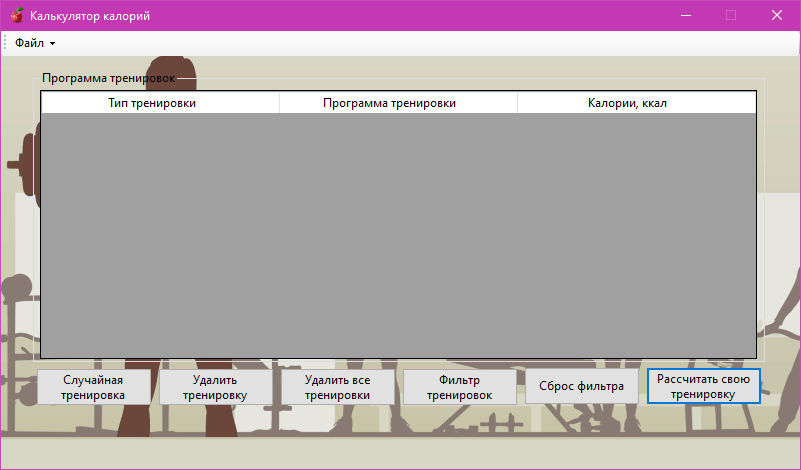 Калькулятор калорий
Файл
Программа тренировок
Тип тренировки Программа тренировки Калории, ккал
Случайная
тренировка
Удалить
тренировку
Удалить все
тренировки
Фильтр
тренировок
Сброс фильтра
Рассчитать свою
тренировку